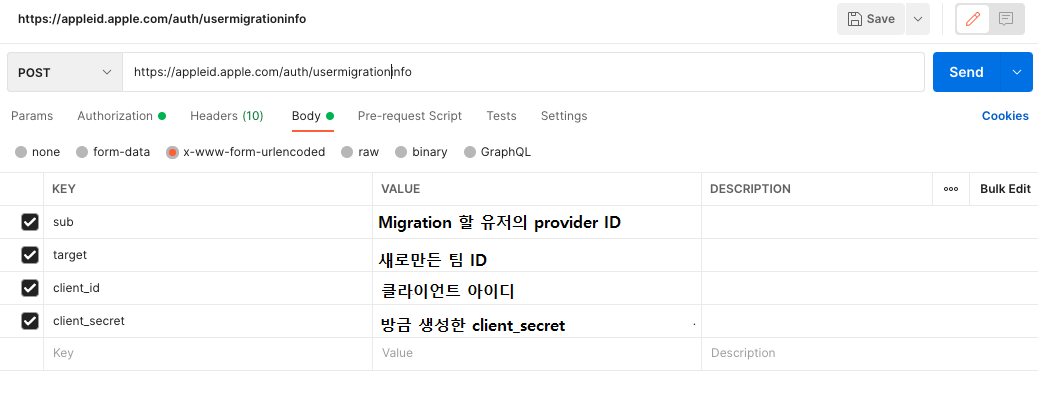 https://appleid.apple.com/auth/usermigrationinfo Save
POST https://appleid.apple.com/auth/usermigrationinfo Send
Params Authorization Headers (10) Body Pre-request Script Tests Settings Cookies
none form-data x-www-form-urlencoded raw binary GraphQL
KEY VALUE DESCRIPTION ooo Bulk Edit
sub Migration 할 유저의 provider ID
target 새로만든 팀 ID
client_id 클라이언트 아이디
client_secret 방금 생성한 client_secret
Key Value Description